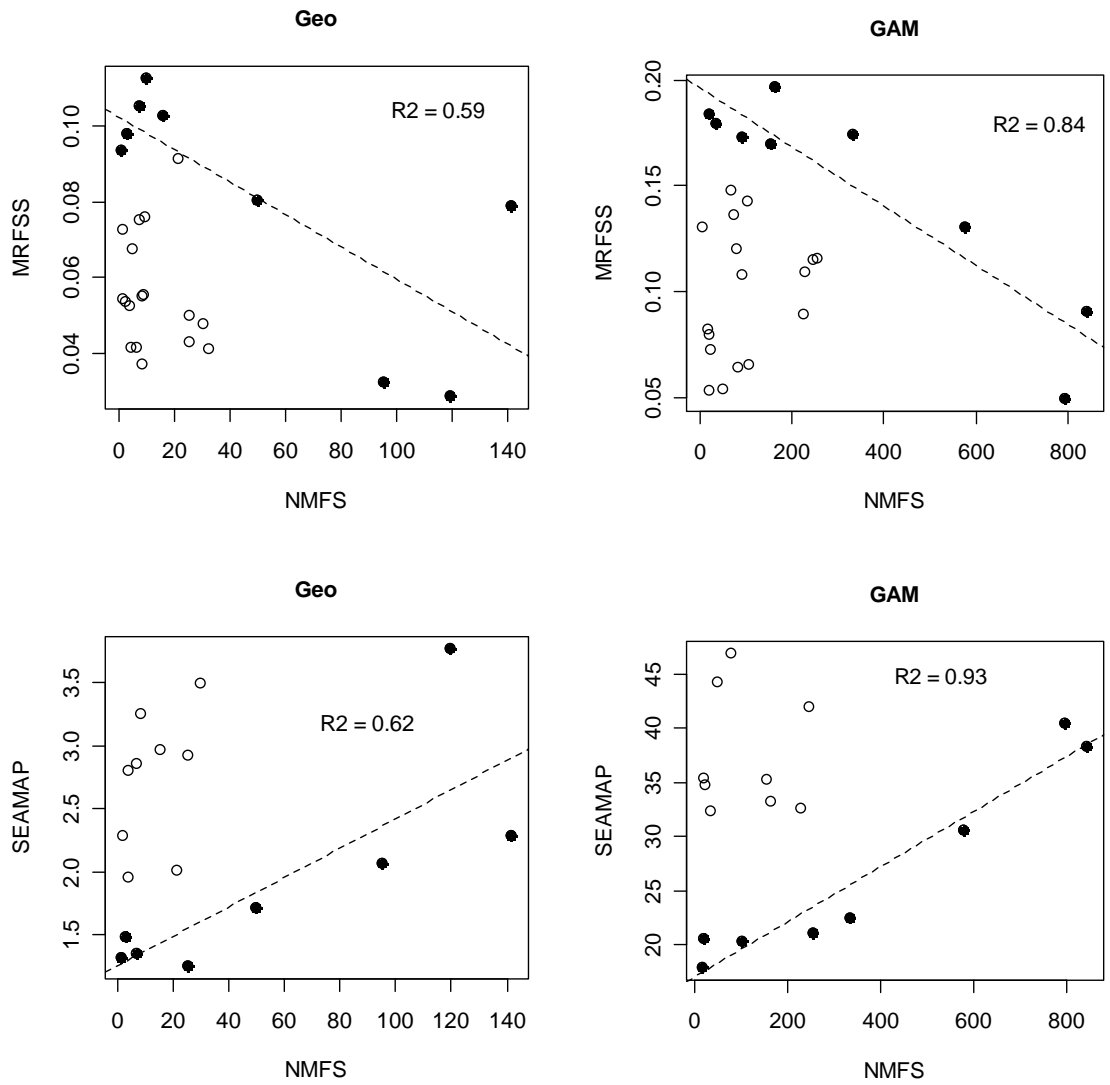 Geo
R2 = 0.59
MRFSS
0.04 0.06 0.08 0.10
0 20 40 60 80 100 120 140
NMFS
GAM
R2 = 0.84
MRFSS
0.05 0.10 0.15 0.20
0 200 400 600 800
NMFS
Geo
R2 = 0.62
SEAMAP
1.5 2.0 2.5 3.0 3.5
0 20 40 60 80 100 120 140
NMFS
GAM
R2 = 0.93
SEAMAP
20 25 30 35 40 45
0 200 400 600 800
NMFS